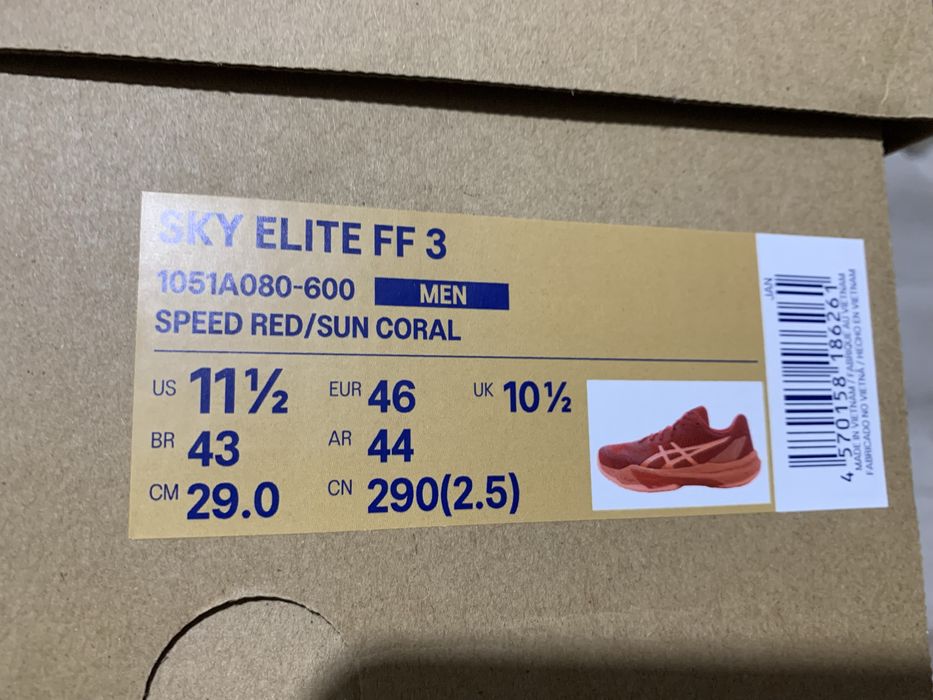 SKY ELITE FF 3
1051A080-600 MEN
SPEED RED/SUN CORAL
US 11½ EUR 46 UK 10½
BR 43 AR 44
CM 29.0 CN 290(2.5)
JAN
4 570158 186261
MADE IN VIETNAM / FABRIQUÉ AU VIETNAM
FABRICADO NO VIETNÃ / HECHO EN VIETNAM